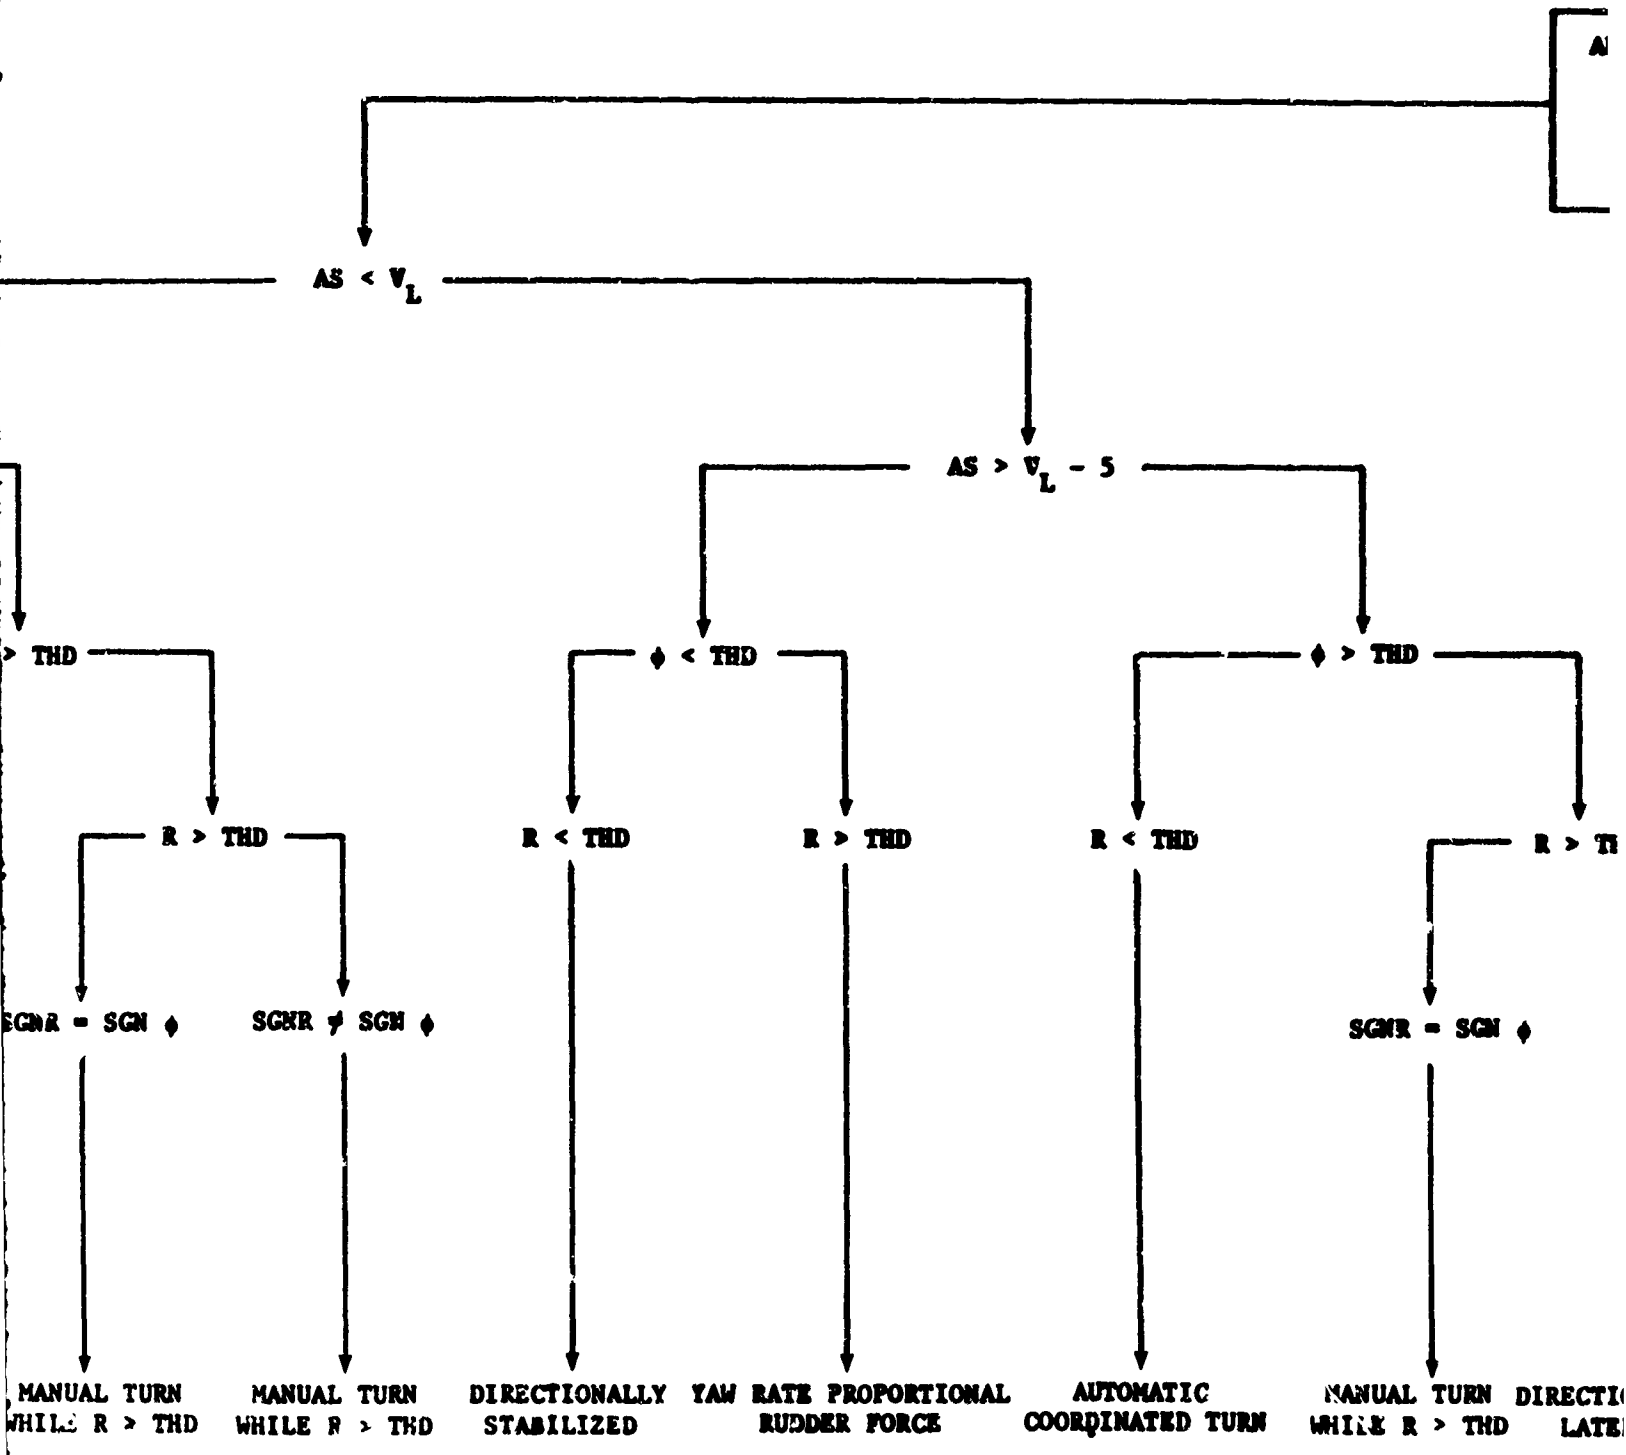 AS < V_L
AS > V_L - 5
> THD
ϕ < THD
ϕ > THD
R > THD
R < THD
R > THD
R < THD
R >
SGNR = SGN ϕ
SGNR ≠ SGN ϕ
SGNR = SGN ϕ
MANUAL TURN
WHILE R > THD
MANUAL TURN
WHILE R > THD
DIRECTIONALLY
STABILIZED
YAW RATE PROPORTIONAL
RUDDER FORCE
AUTOMATIC
COORDINATED TURN
MANUAL TURN
WHILE R > THD